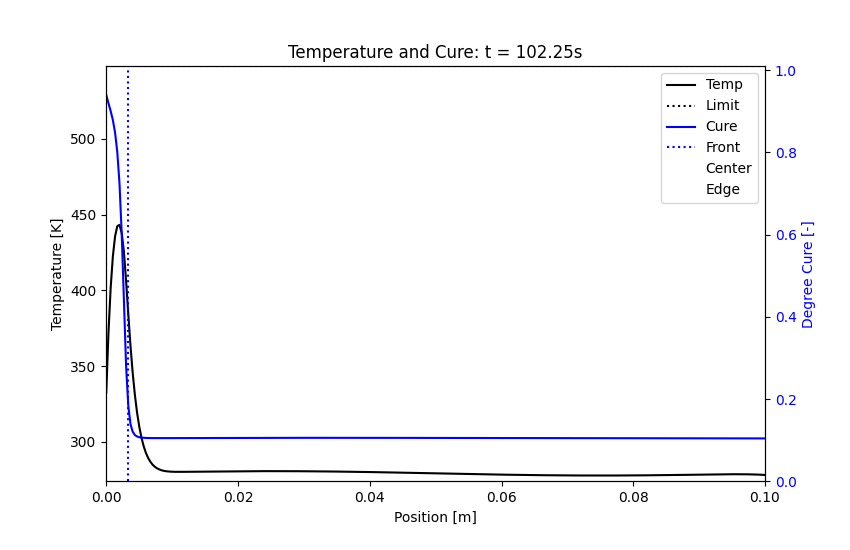 Temperature and Cure: t = 102.25s
Temp
Limit
Cure
Front
Center
Edge
Temperature [K]
500
450
400
350
300
Degree Cure [-]
1.0
0.8
0.6
0.4
0.2
0.0
0.00 0.02 0.04 0.06 0.08 0.10
Position [m]